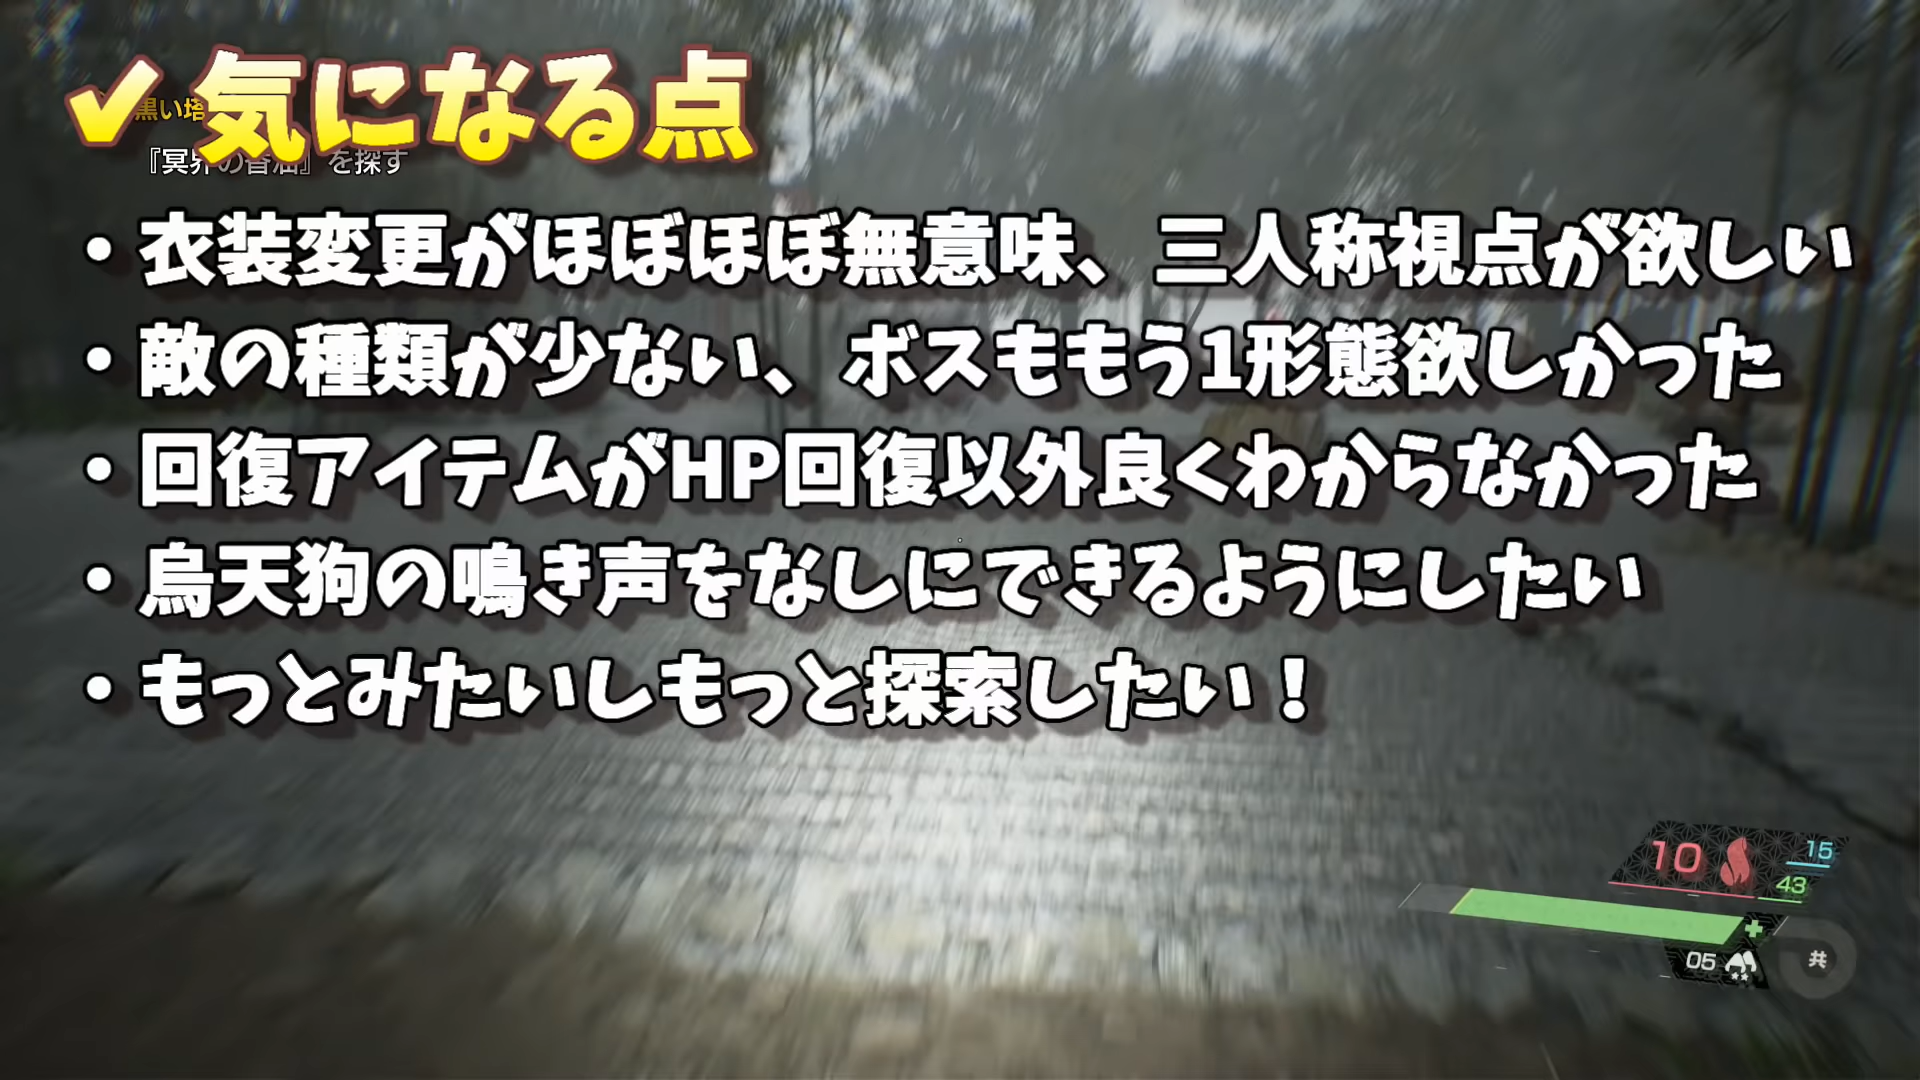 ✓気になる点
黒い塔
『冥界の香油』を探す
・衣装変更がほぼほぼ無意味、三人称視点が欲しい
・敵の種類が少ない、ボスももう1形態欲しかった
・回復アイテムがHP回復以外良くわからなかった
・烏天狗の鳴き声をなしにできるようにしたい
・もっとみたいしもっと探索したい！
10
15
43
05
共